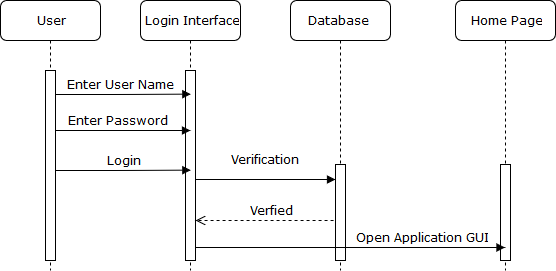 User
Login Interface
Database
Home Page
Enter User Name
Enter Password
Login
Verification
Verfied
Open Application GUI